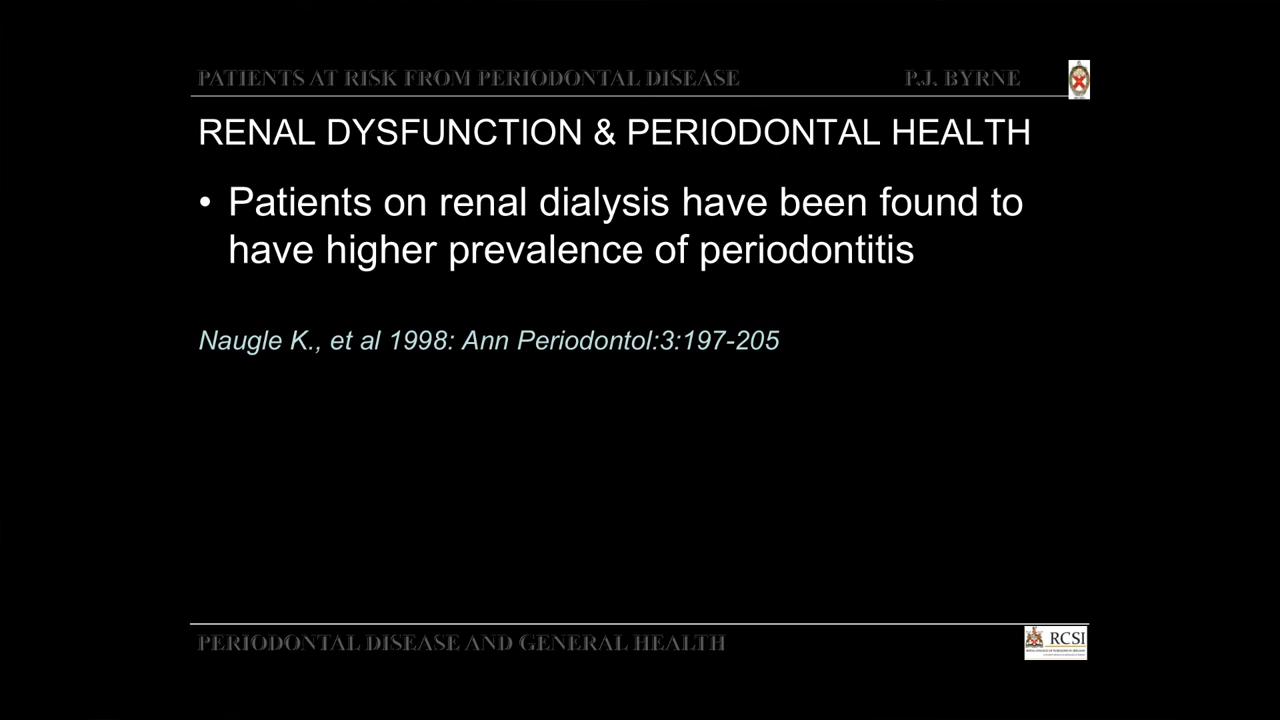 PATIENTS AT RISK FROM PERIODONTAL DISEASE P.J. BYRNE
RENAL DYSFUNCTION & PERIODONTAL HEALTH
• Patients on renal dialysis have been found to
have higher prevalence of periodontitis
Naugle K., et al 1998: Ann Periodontol:3:197-205
PERIODONTAL DISEASE AND GENERAL HEALTH
RCSI